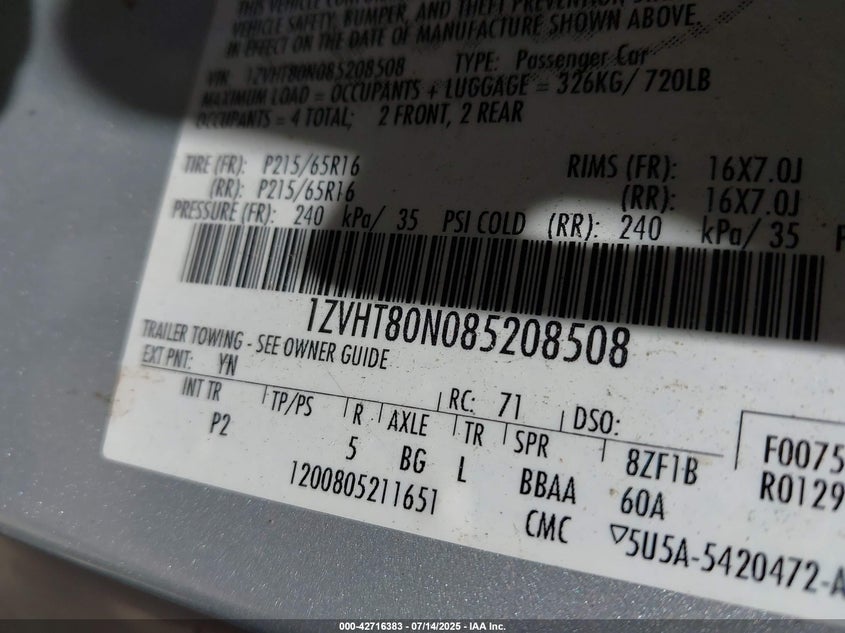 THIS VEHICLE CONFORMS
VEHICLE SAFETY, BUMPER, AND THEFT PREVENTION
IN EFFECT ON THE DATE OF MANUFACTURE SHOWN ABOVE.
VIN: 1ZVHT80N085208508 TYPE: Passenger Car
MAXIMUM LOAD = OCCUPANTS + LUGGAGE = 326KG/ 720LB
OCCUPANTS = 4 TOTAL; 2 FRONT, 2 REAR
TIRE (FR): P215/65R16 RIMS (FR): 16X7.0J
(RR): P215/65R16 (RR): 16X7.0J
PRESSURE (FR): 240 kPa/ 35 PSI COLD (RR): 240 kPa/ 35 P
1ZVHT80N085208508
TRAILER TOWING - SEE OWNER GUIDE
EXT PNT: YN RC: 71 DSO:
INT TR TP/PS R AXLE TR SPR 8ZF1B F0075
P2 5 BG L BBAA 60A R0129
1200805211651 CMC ▽5U5A-5420472-A
000-42716383 - 07/14/2025 - IAA Inc.